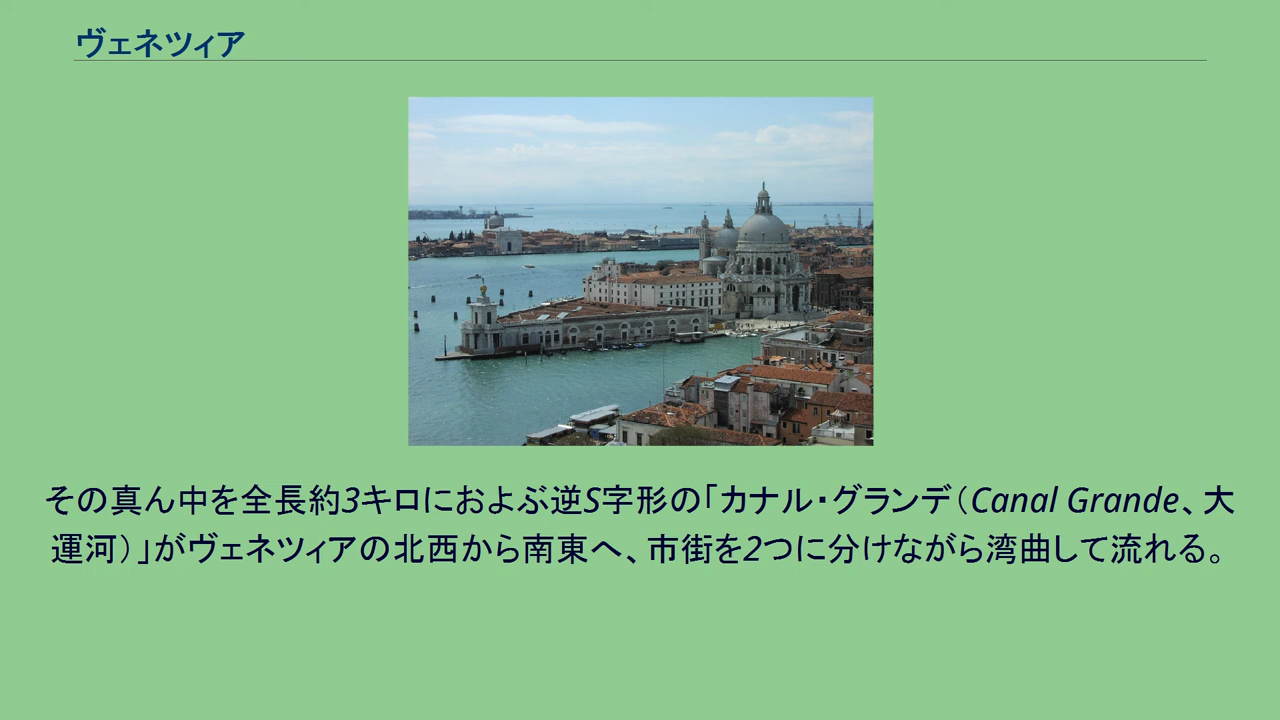 ヴェネツィア
その真ん中を全長約3キロにおよぶ逆S字形の「カナル・グランデ（Canal Grande、大
運河）」がヴェネツィアの北西から南東へ、市街を2つに分けながら湾曲して流れる。